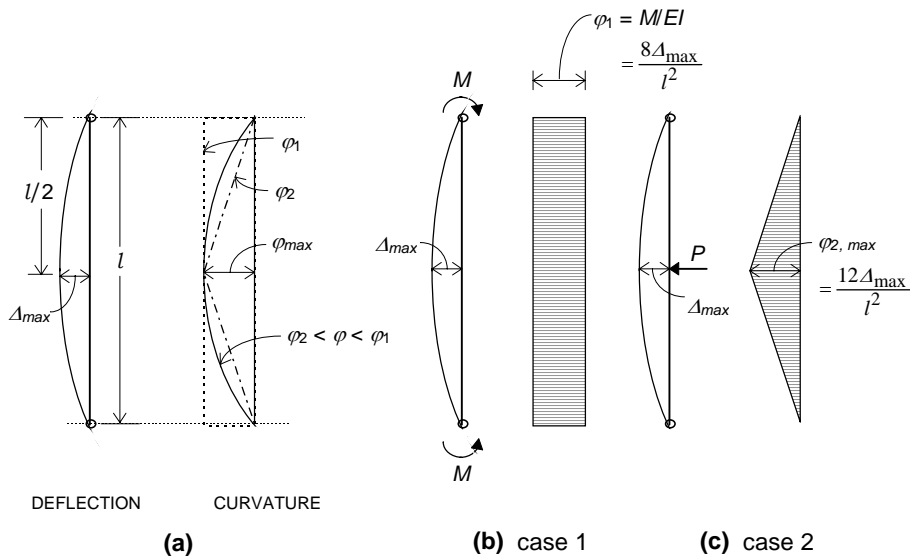 φ1 = M/EI
= 8Δmax / l²
M
φ1
l/2
φ2
φmax
l
Δmax
φ2 < φ < φ1
Δmax
M
P
Δmax
φ2, max
= 12Δmax / l²
DEFLECTION
CURVATURE
(a)
(b) case 1
(c) case 2